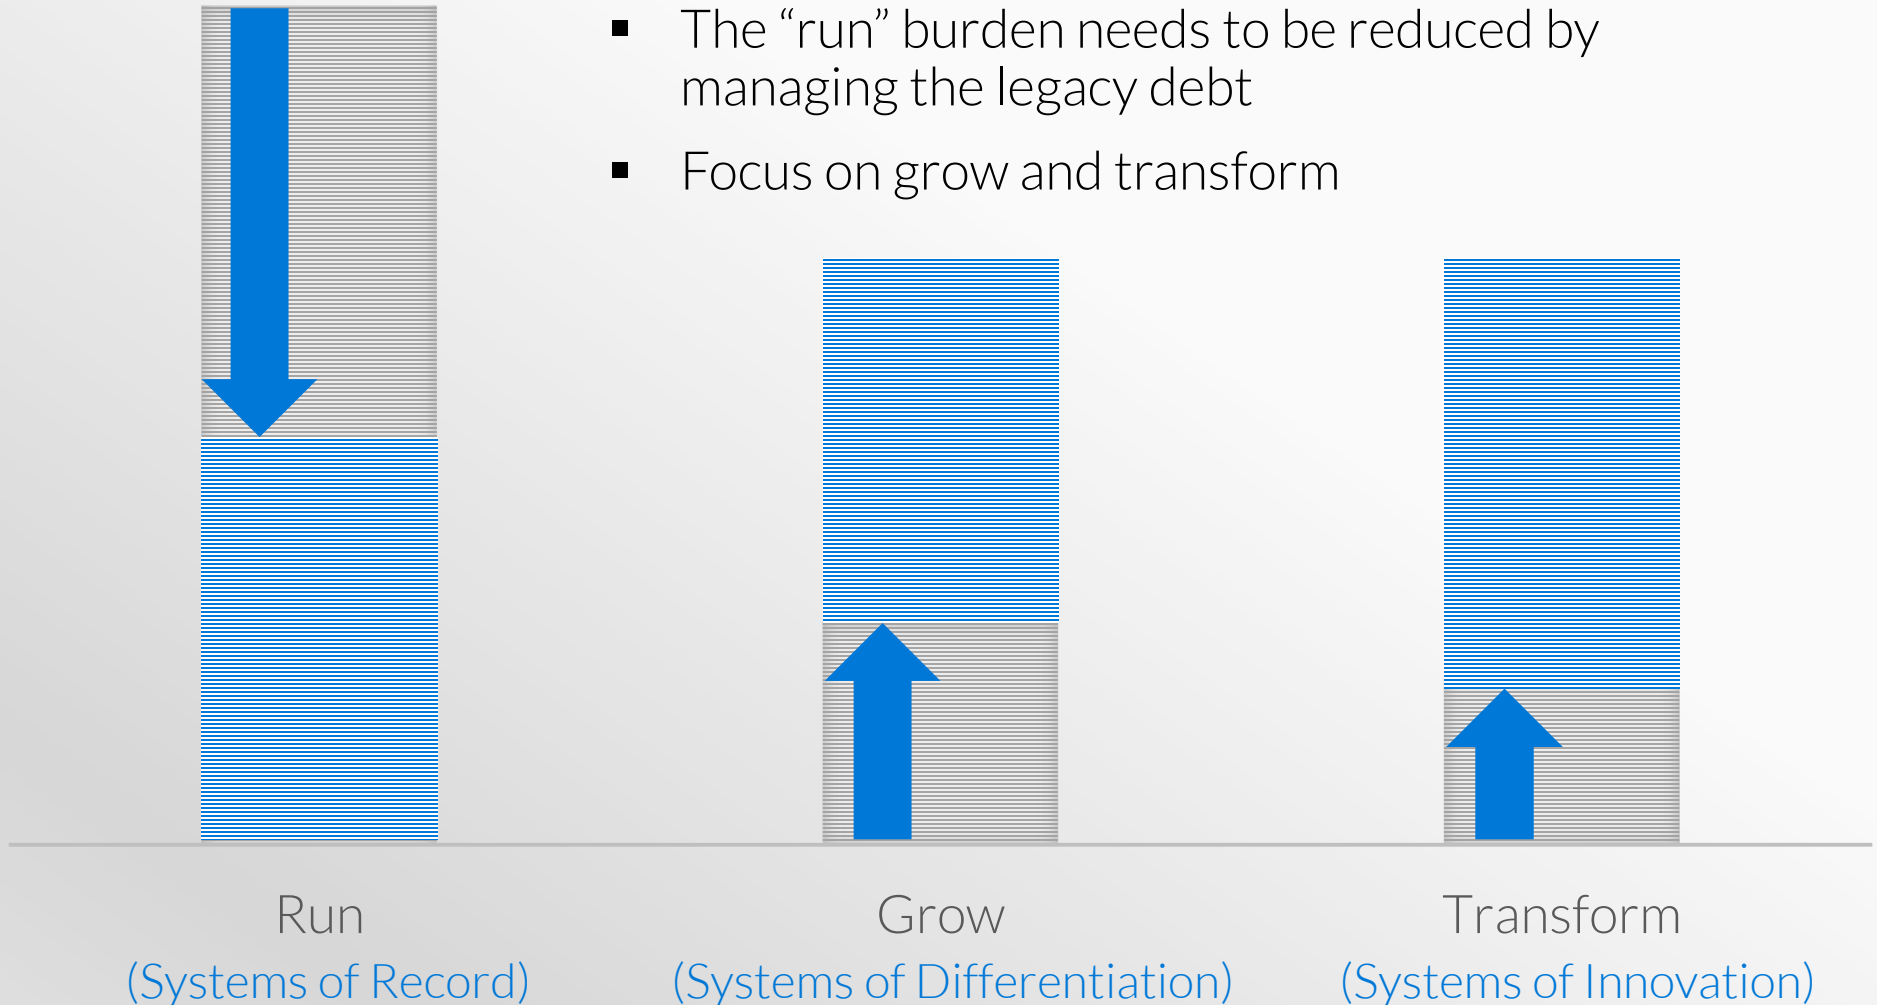 ▪ The “run” burden needs to be reduced by
managing the legacy debt
▪ Focus on grow and transform
Run
(Systems of Record)
Grow
(Systems of Differentiation)
Transform
(Systems of Innovation)